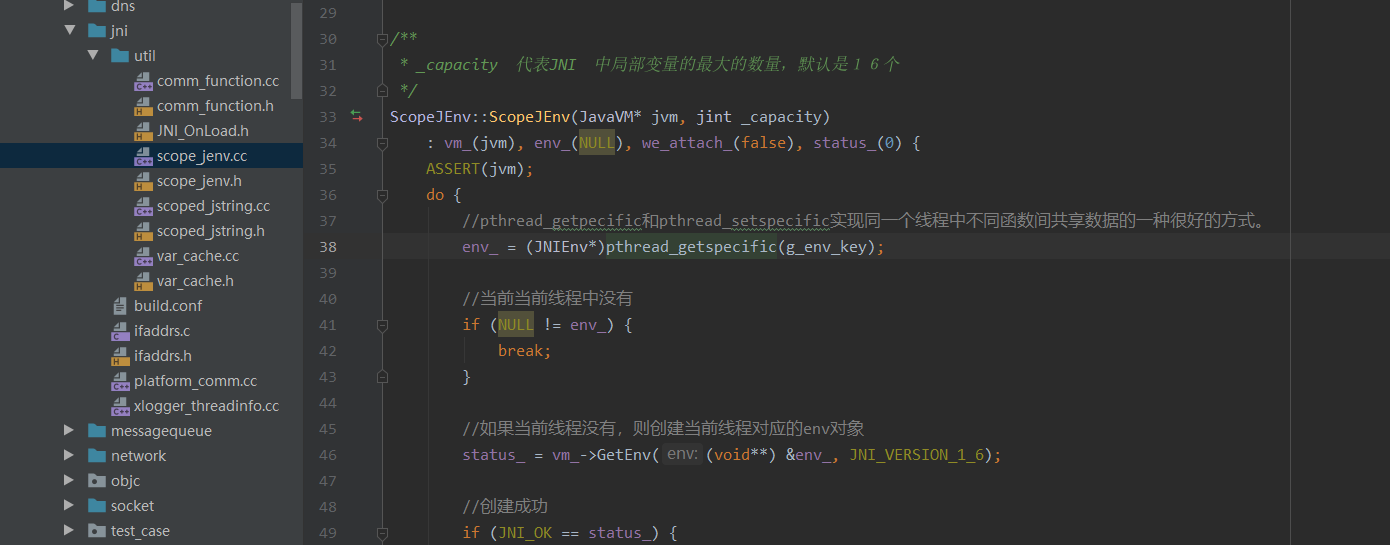 dns
jni
util
comm_function.cc
comm_function.h
JNI_OnLoad.h
scope_jenv.cc
scope_jenv.h
scoped_jstring.cc
scoped_jstring.h
var_cache.cc
var_cache.h
build.conf
ifaddrs.c
ifaddrs.h
platform_comm.cc
xlogger_threadinfo.cc
messagequeue
network
objc
socket
test_case
29
30 /**
31 * _capacity 代表JNI 中局部变量的最大的数量，默认是１６个
32 */
33 ScopeJEnv::ScopeJEnv(JavaVM* jvm, jint _capacity)
34 : vm_(jvm), env_(NULL), we_attach_(false), status_(0) {
35 ASSERT(jvm);
36 do {
37 //pthread_getpecific和pthread_setspecific实现同一个线程中不同函数间共享数据的一种很好的方式。
38 env_ = (JNIEnv*)pthread_getspecific(g_env_key);
39
40 //当前当前线程中没有
41 if (NULL != env_) {
42 break;
43 }
44
45 //如果当前线程没有，则创建当前线程对应的env对象
46 status_ = vm_->GetEnv( env: (void**) &env_, JNI_VERSION_1_6);
47
48 //创建成功
49 if (JNI_OK == status_) {